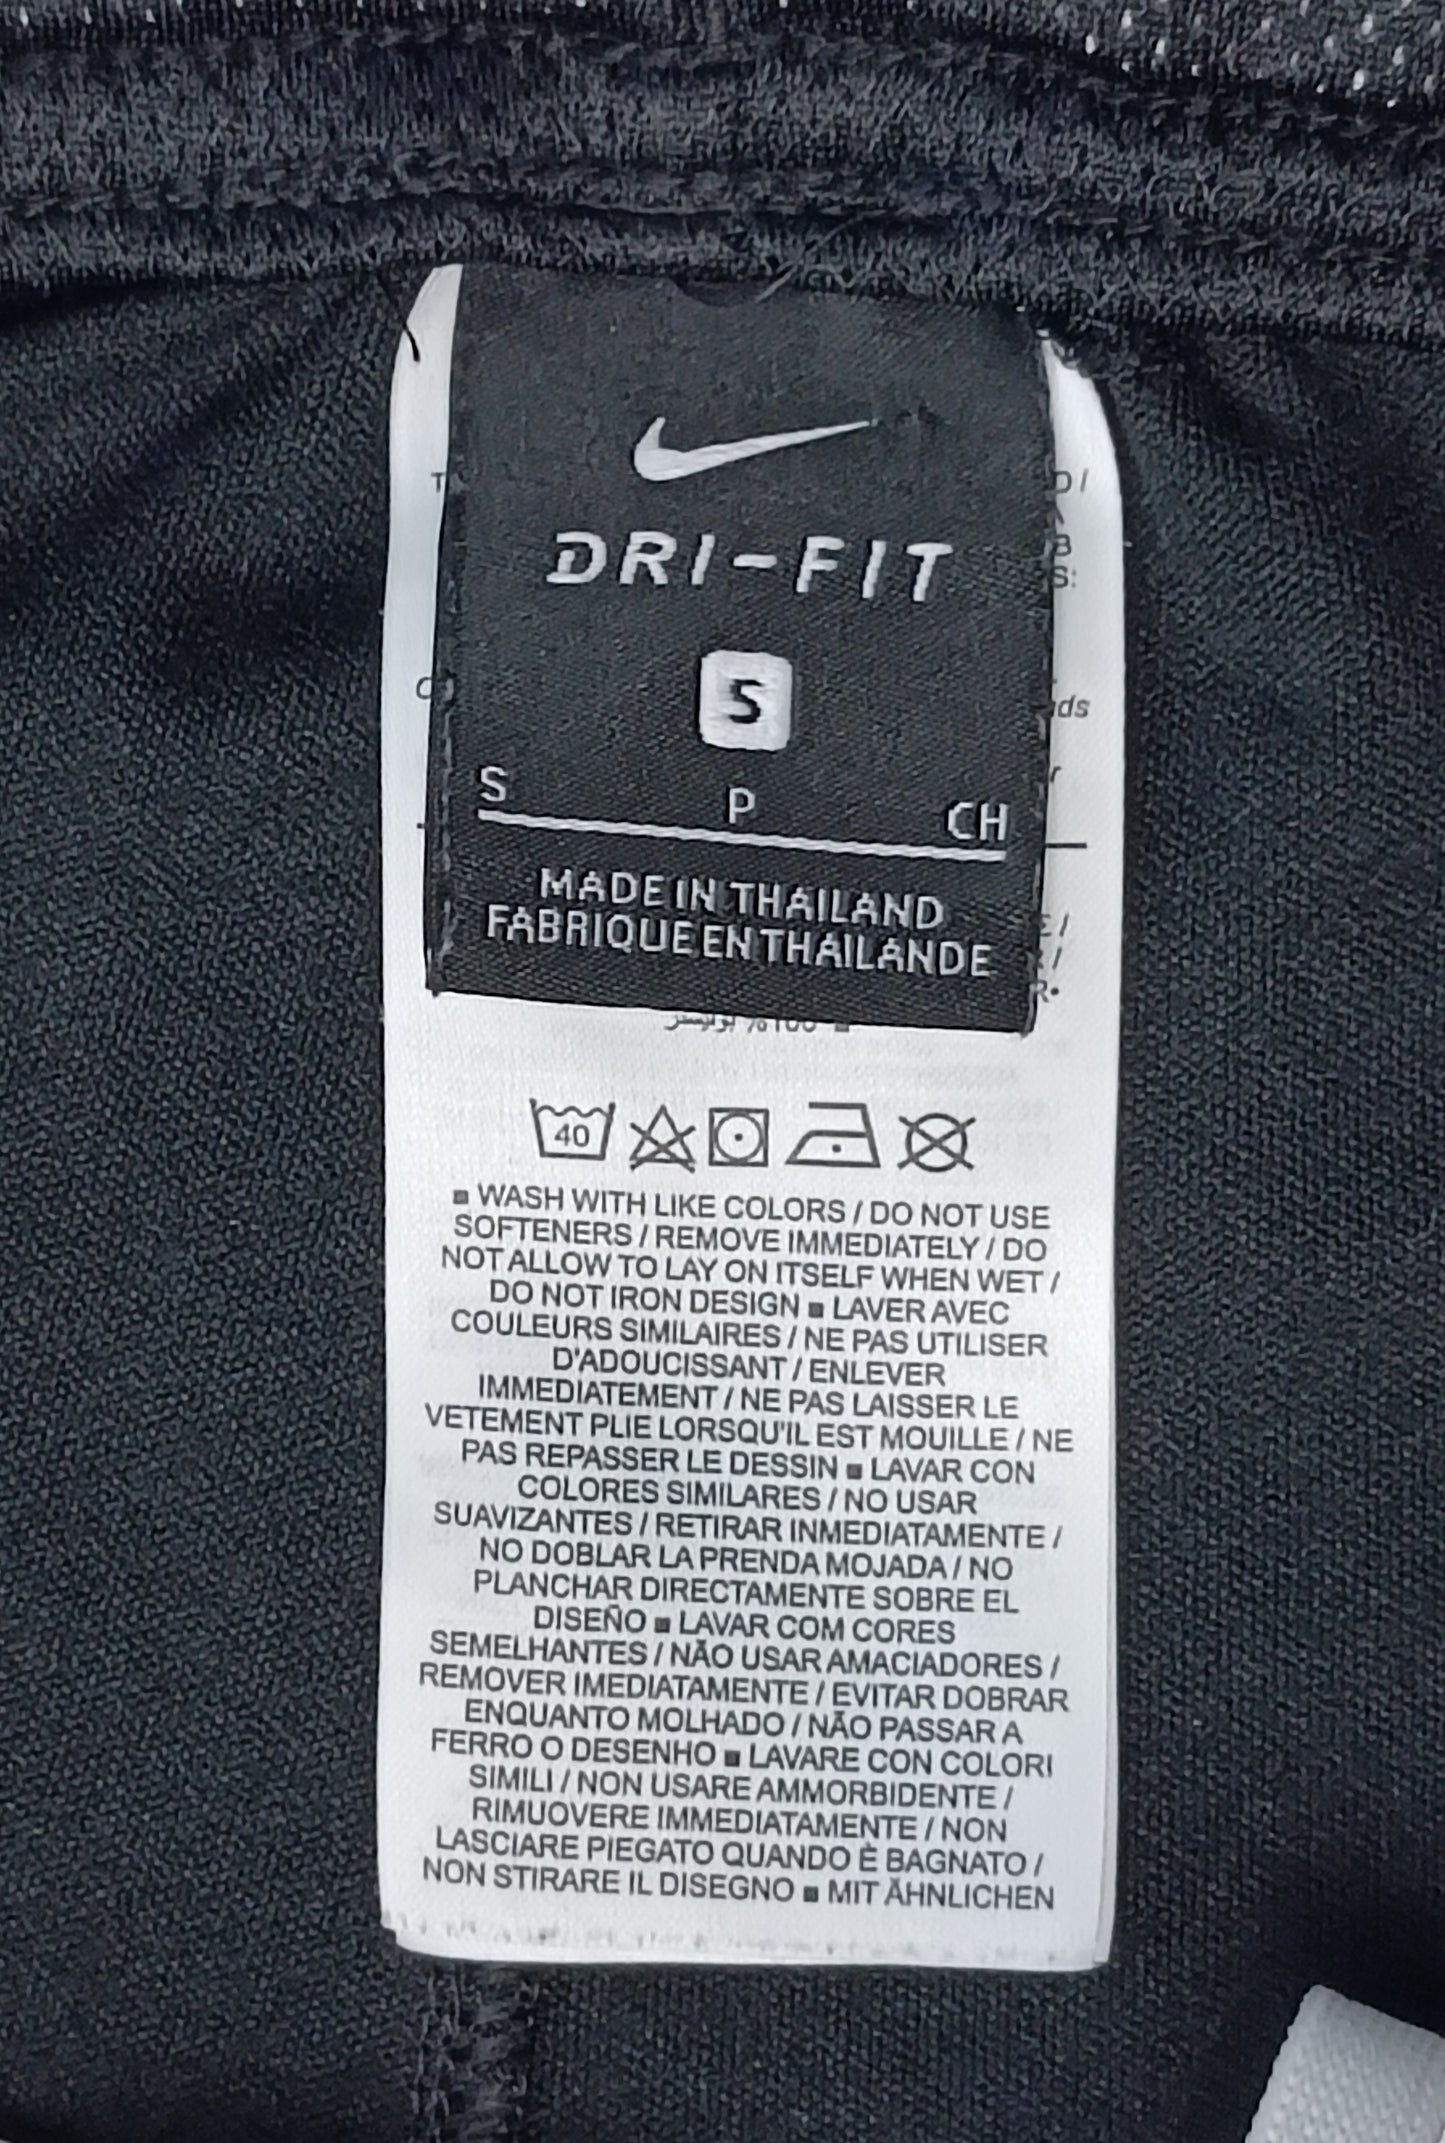 DRI-FIT
S
S P CH
MADE IN THAILAND
FABRIQUE EN THAILANDE
40
▪ WASH WITH LIKE COLORS / DO NOT USE
SOFTENERS / REMOVE IMMEDIATELY / DO
NOT ALLOW TO LAY ON ITSELF WHEN WET /
DO NOT IRON DESIGN ▪ LAVER AVEC
COULEURS SIMILAIRES / NE PAS UTILISER
D'ADOUCISSANT / ENLEVER
IMMEDIATEMENT / NE PAS LAISSER LE
VETEMENT PLIE LORSQU'IL EST MOUILLE / NE
PAS REPASSER LE DESSIN ▪ LAVAR CON
COLORES SIMILARES / NO USAR
SUAVIZANTES / RETIRAR INMEDIATAMENTE /
NO DOBLAR LA PRENDA MOJADA / NO
PLANCHAR DIRECTAMENTE SOBRE EL
DISEÑO ▪ LAVAR COM CORES
SEMELHANTES / NÃO USAR AMACIADORES /
REMOVER IMEDIATAMENTE / EVITAR DOBRAR
ENQUANTO MOLHADO / NÃO PASSAR A
FERRO O DESENHO ▪ LAVARE CON COLORI
SIMILI / NON USARE AMMORBIDENTE /
RIMUOVERE IMMEDIATAMENTE / NON
LASCIARE PIEGATO QUANDO È BAGNATO /
NON STIRARE IL DISEGNO ▪ MIT ÄHNLICHEN